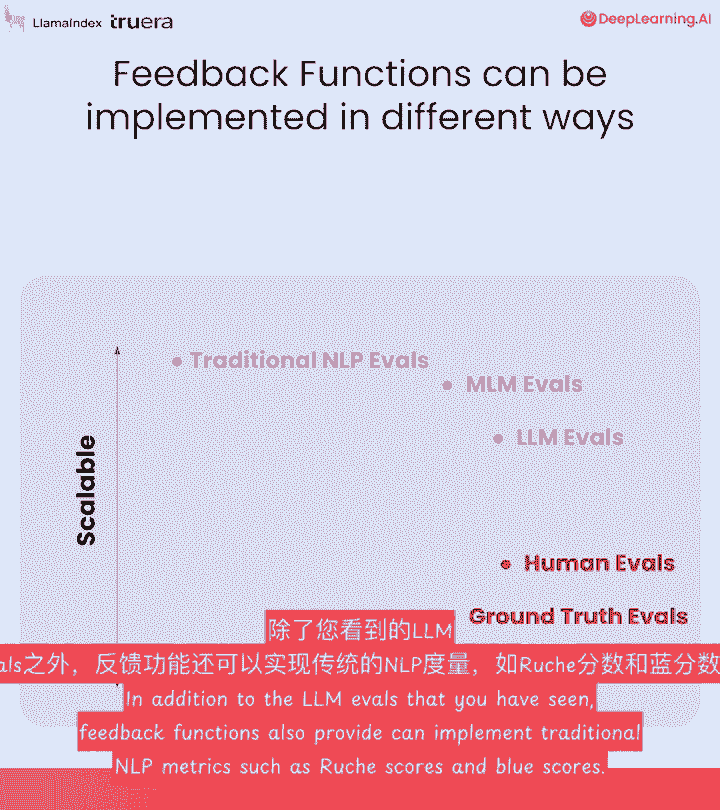 LlamaIndex truera
DeepLearning.AI
Feedback Functions can be
implemented in different ways
Traditional NLP Evals
MLM Evals
LLM Evals
Scalable
Human Evals
Ground Truth Evals
除了您看到的LLM
als之外，反馈功能还可以实现传统的NLP度量，如Ruche分数和蓝分数
In addition to the LLM evals that you have seen,
feedback functions also provide can implement traditional
NLP metrics such as Ruche scores and blue scores.